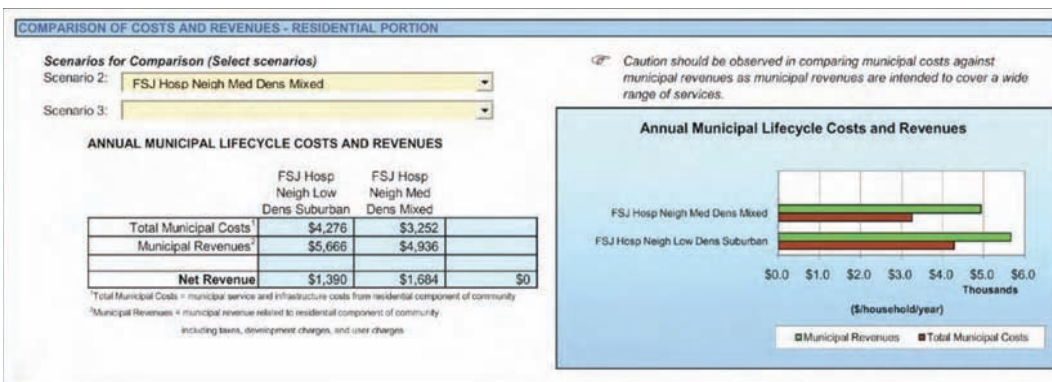 COMPARISON OF COSTS AND REVENUES - RESIDENTIAL PORTION
Scenarios for Comparison (Select scenarios)
Scenario 2: FSJ Hosp Neigh Med Dens Mixed
Scenario 3:
ANNUAL MUNICIPAL LIFECYCLE COSTS AND REVENUES
FSJ Hosp FSJ Hosp
Neigh Low Neigh Med
Dens Suburban Dens Mixed
Total Municipal Costs¹ $4,276 $3,252
Municipal Revenues² $5,666 $4,936
Net Revenue $1,390 $1,684 $0
¹Total Municipal Costs = municipal service and infrastructure costs from residential component of community
²Municipal Revenues = municipal revenue related to residential component of community
including taxes, development charges, and user charges
☞ Caution should be observed in comparing municipal costs against
municipal revenues as municipal revenues are intended to cover a wide
range of services.
Annual Municipal Lifecycle Costs and Revenues
FSJ Hosp Neigh Med Dens Mixed
FSJ Hosp Neigh Low Dens Suburban
$0.0 $1.0 $2.0 $3.0 $4.0 $5.0 $6.0
Thousands
($/household/year)
Municipal Revenues Total Municipal Costs